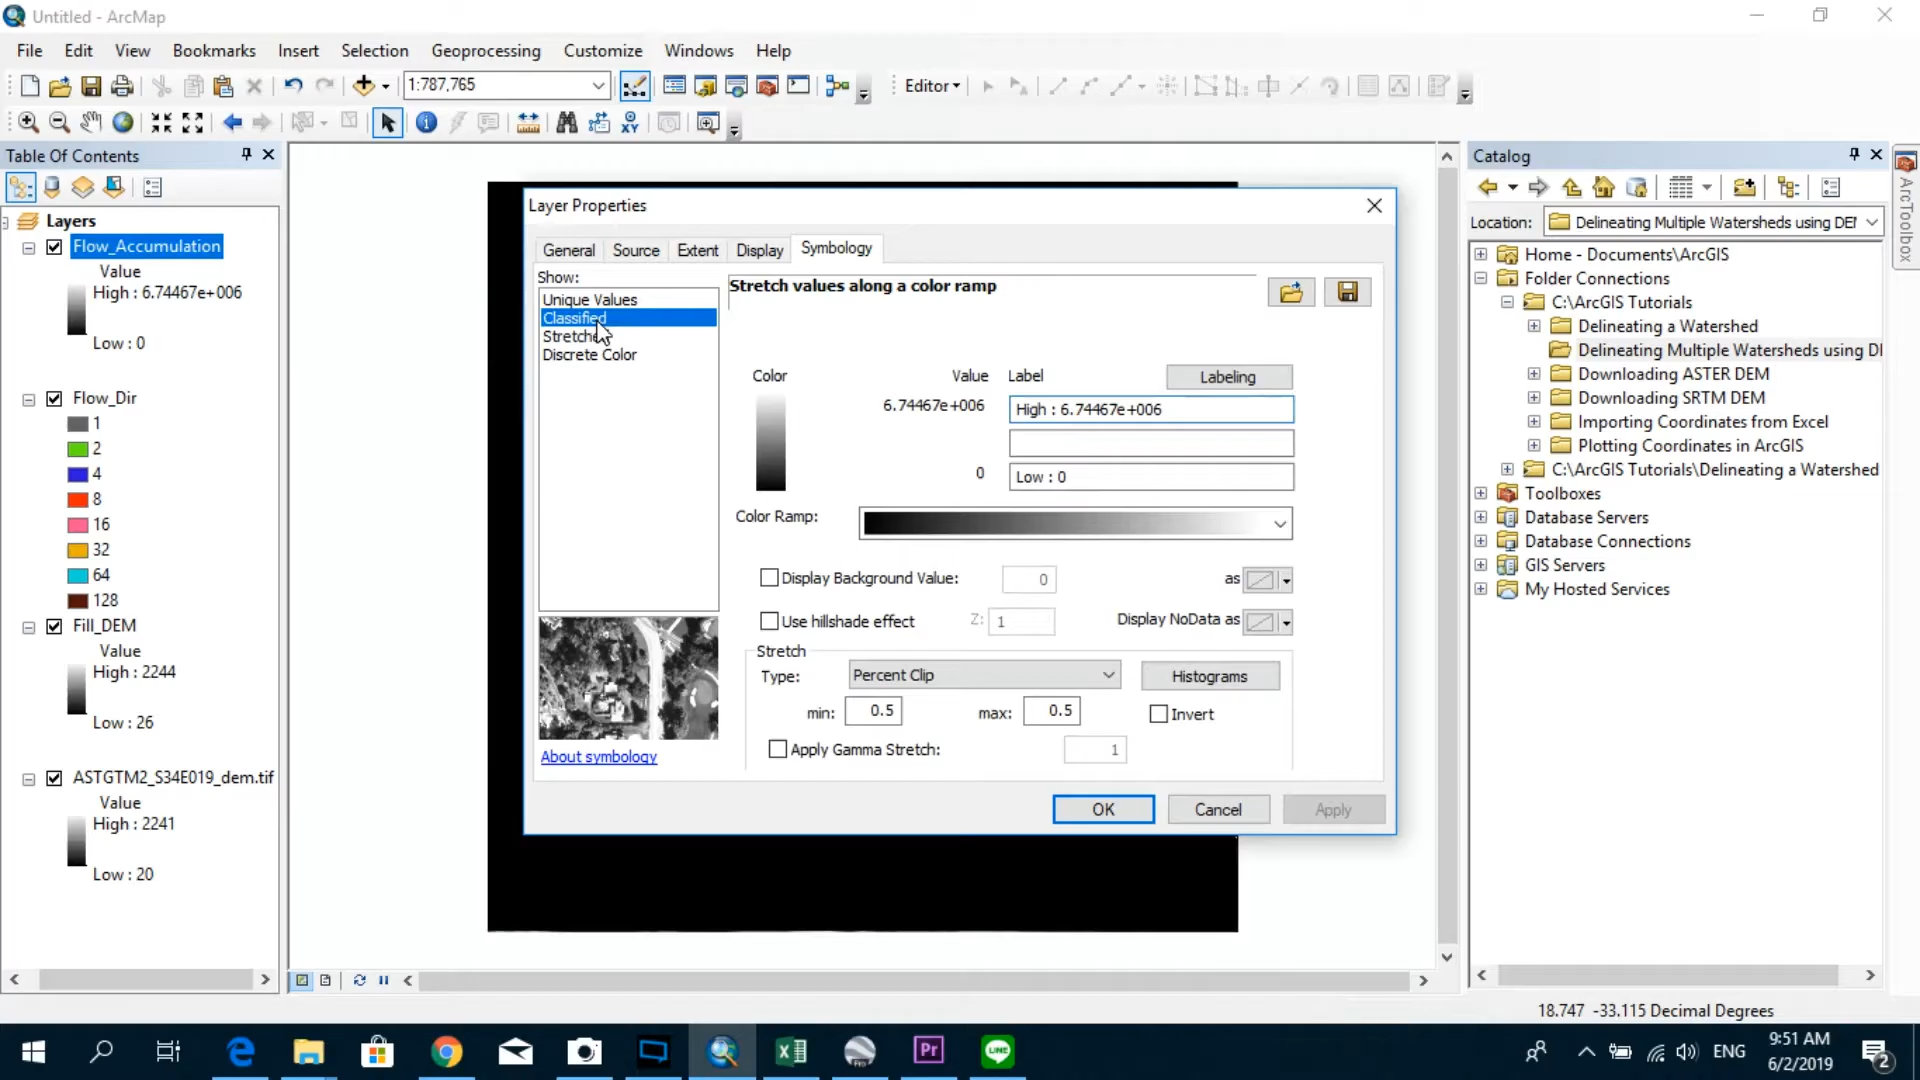 Untitled - ArcMap
File Edit View Bookmarks Insert Selection Geoprocessing Customize Windows Help
1:787,765
Editor
Table Of Contents
Layers
Flow_Accumulation
Value
High : 6.74467e+006
Low : 0
Flow_Dir
1
2
4
8
16
32
64
128
Fill_DEM
Value
High : 2244
Low : 26
ASTGTM2_S34E019_dem.tif
Value
High : 2241
Low : 20
Layer Properties
General Source Extent Display Symbology
Show:
Unique Values
Classified
Stretched
Discrete Color
About symbology
Stretch values along a color ramp
Color Value Label Labeling
6.74467e+006 High : 6.74467e+006
0 Low : 0
Color Ramp:
Display Background Value: 0 as
Use hillshade effect Z: 1 Display NoData as
Stretch
Type: Percent Clip Histograms
min: 0.5 max: 0.5 Invert
Apply Gamma Stretch: 1
OK Cancel Apply
Catalog
Location: Delineating Multiple Watersheds using DEM
Home - Documents\ArcGIS
Folder Connections
C:\ArcGIS Tutorials
Delineating a Watershed
Delineating Multiple Watersheds using DI
Downloading ASTER DEM
Downloading SRTM DEM
Importing Coordinates from Excel
Plotting Coordinates in ArcGIS
C:\ArcGIS Tutorials\Delineating a Watershed
Toolboxes
Database Servers
Database Connections
GIS Servers
My Hosted Services
ArcToolbox
18.747 -33.115 Decimal Degrees
Pr
LINE
ENG
9:51 AM
6/2/2019
2